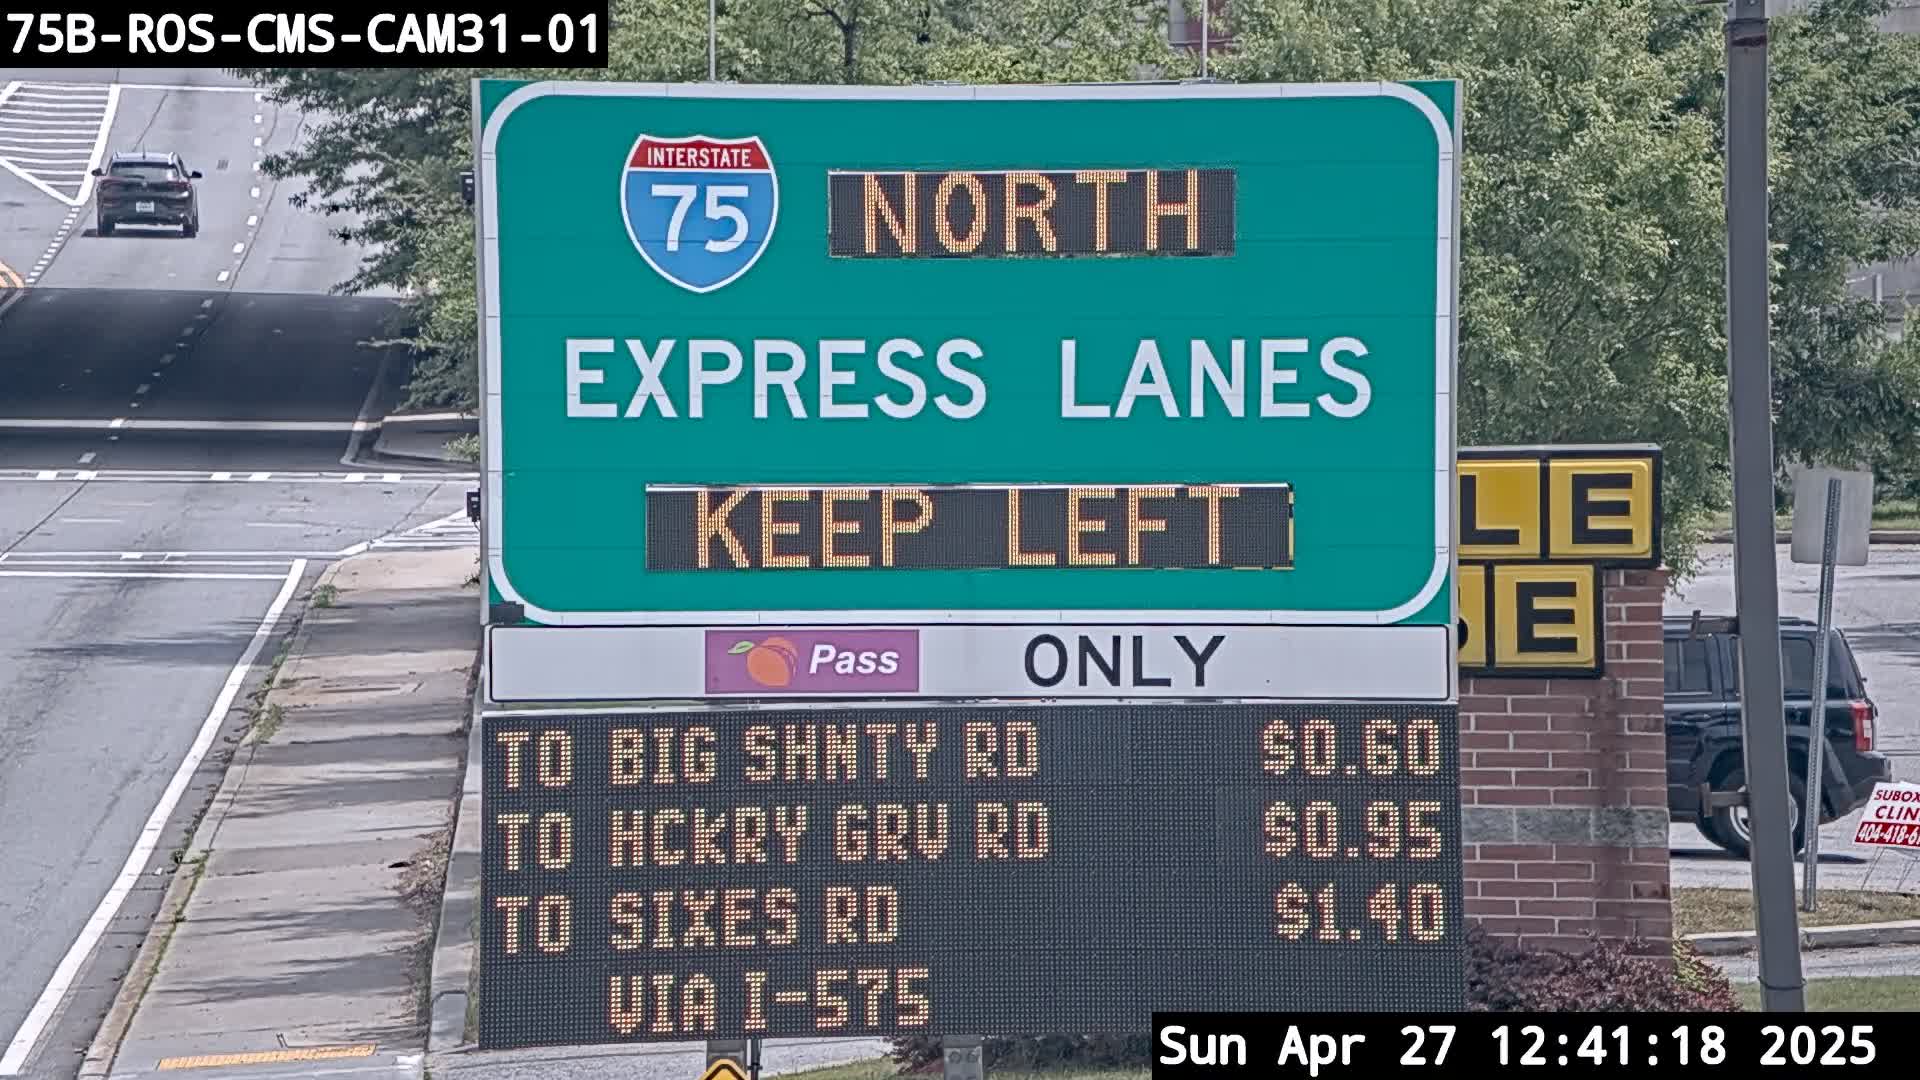 75B-ROS-CMS-CAM31-01
INTERSTATE
75
NORTH
EXPRESS LANES
KEEP LEFT
Pass ONLY
TO BIG SHNTY RD $0.60
TO HCKRY GRV RD $0.95
TO SIXES RD $1.40
VIA I-575
LE
E
CLIN
Sun Apr 27 12:41:18 2025